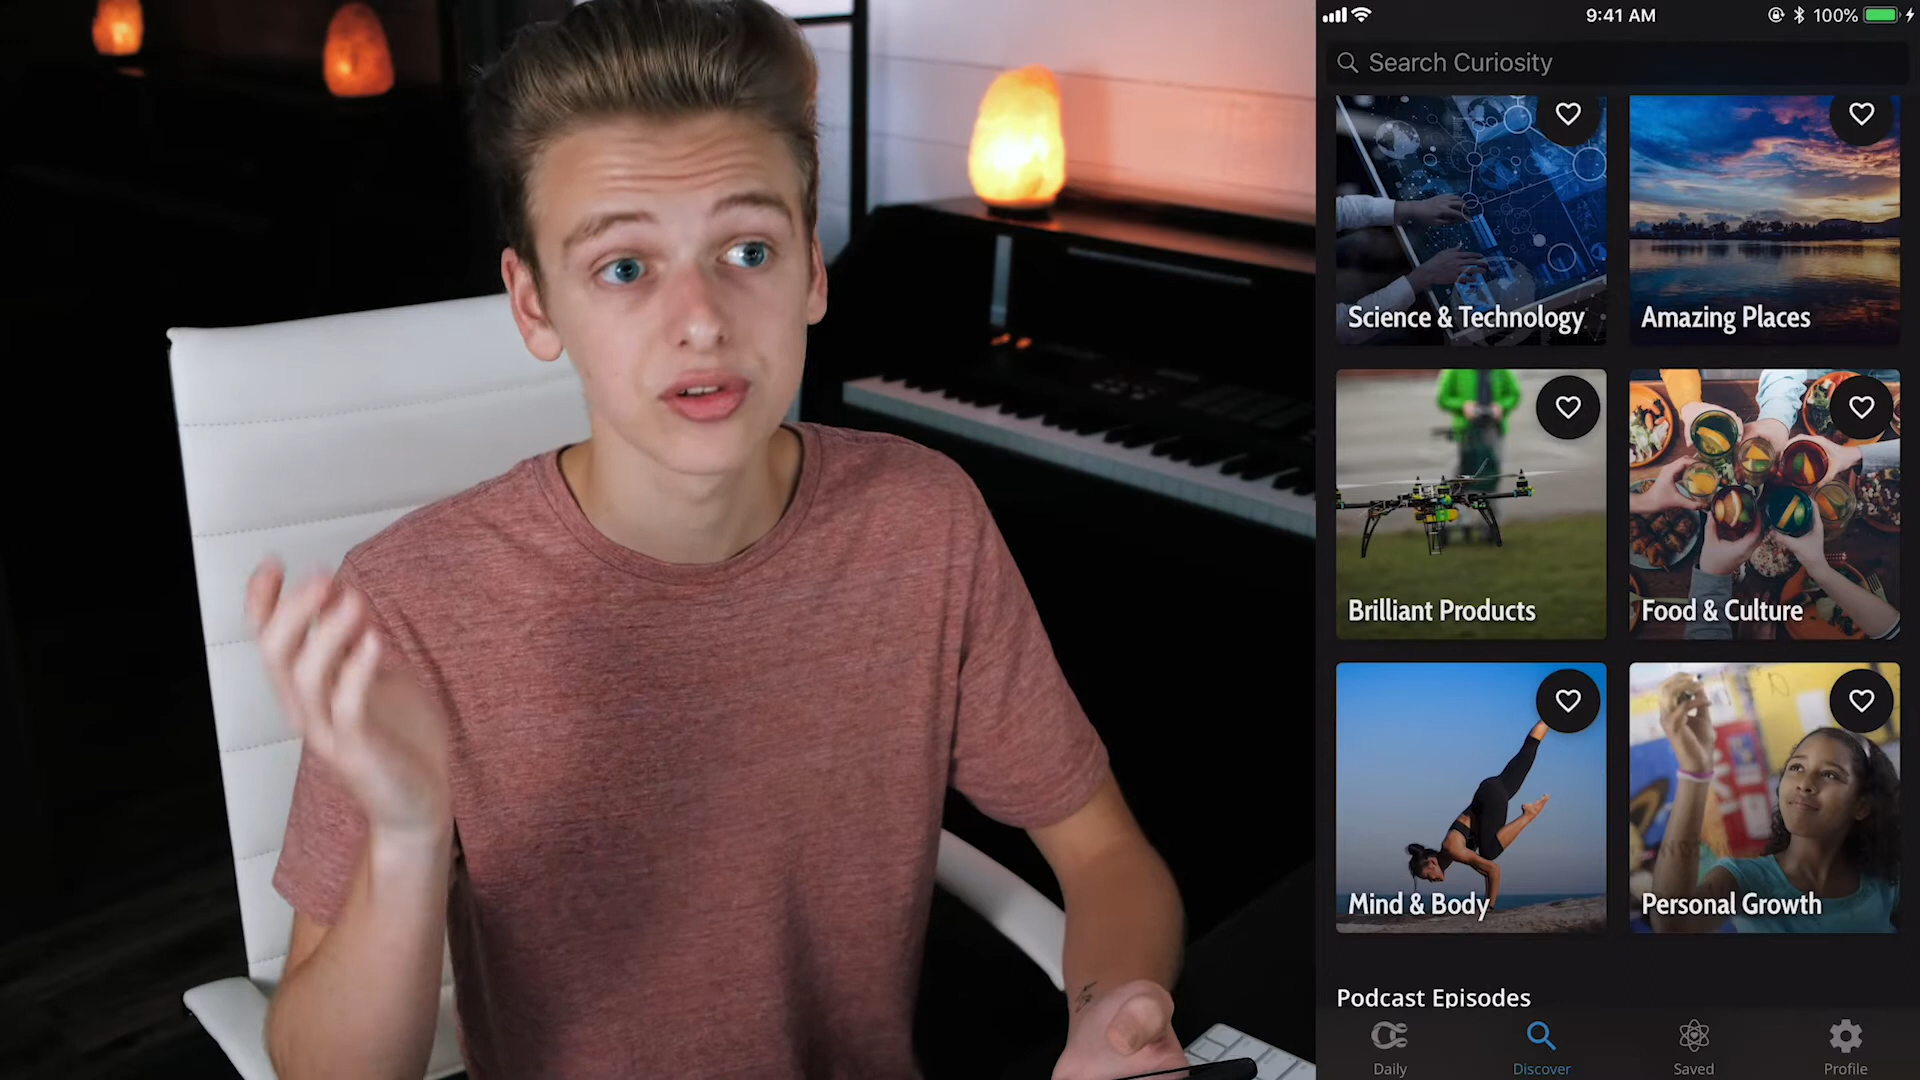 9:41 AM
100%
Search Curiosity
Science & Technology
Amazing Places
Brilliant Products
Food & Culture
Mind & Body
Personal Growth
Podcast Episodes
Daily
Discover
Saved
Profile